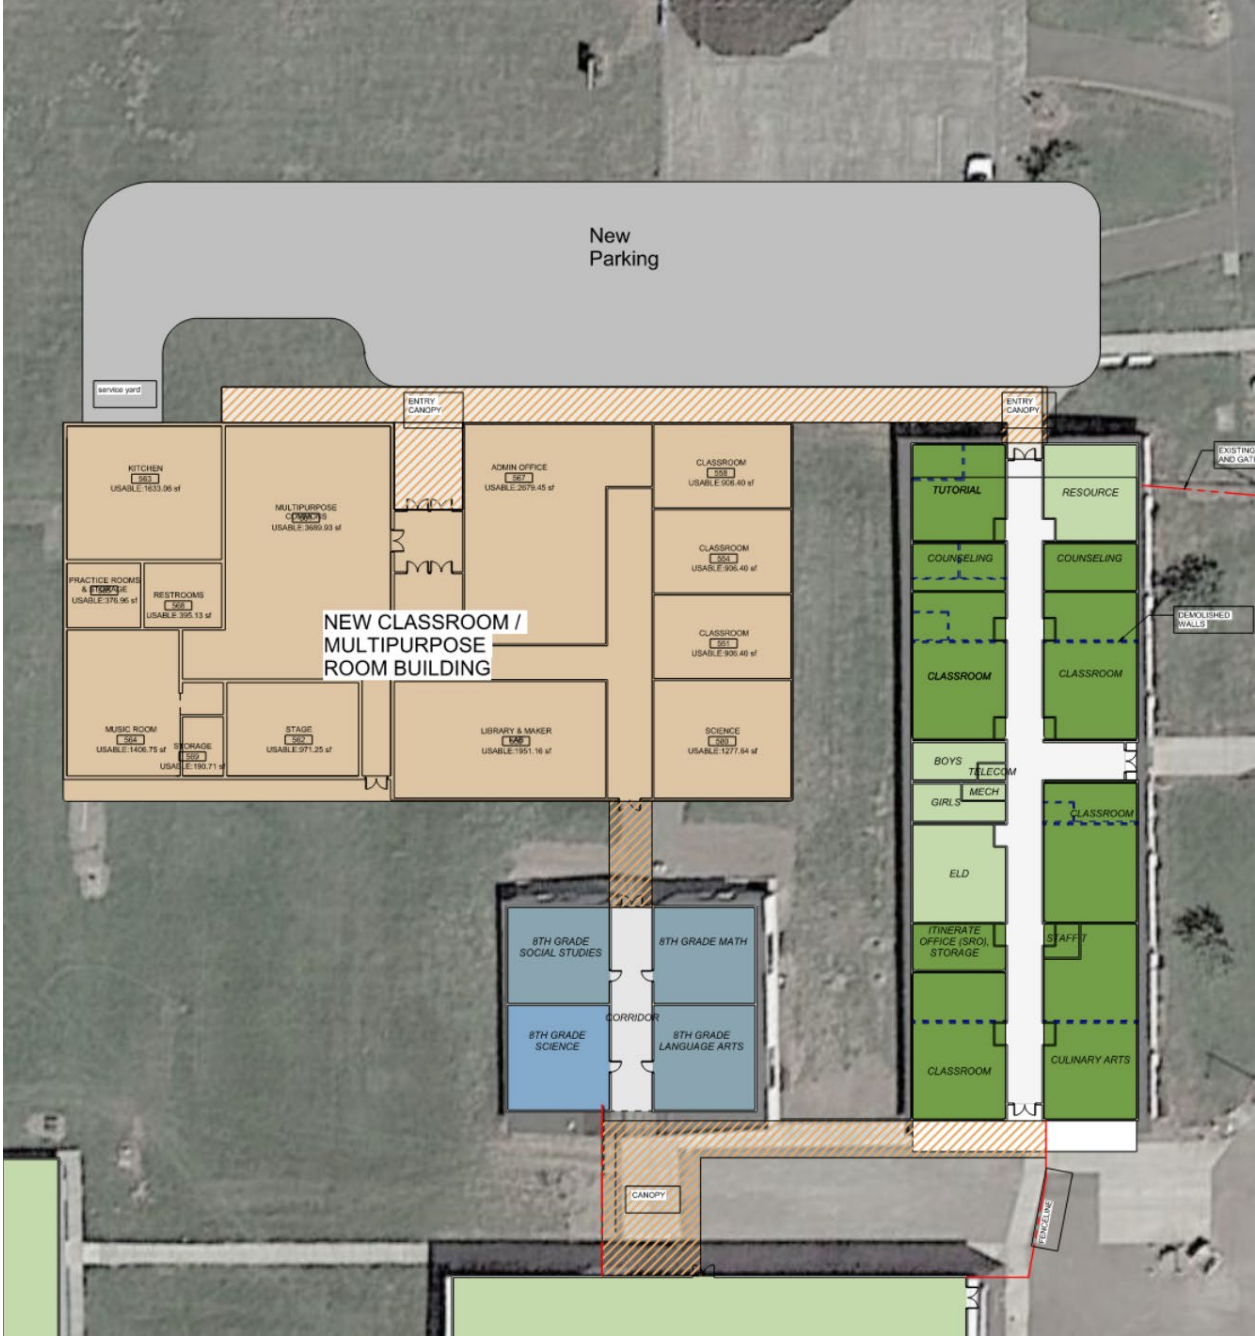 New
Parking
service yard
ENTRY
CANOPY
ENTRY
CANOPY
KITCHEN
563
USABLE:1633.06 sf
MULTIPURPOSE
USABLE:3689.93 sf
ADMIN OFFICE
567
USABLE:2679.45 sf
CLASSROOM
558
USABLE:906.40 sf
CLASSROOM
554
USABLE:906.40 sf
CLASSROOM
551
USABLE:906.40 sf
PRACTICE ROOMS
& STORAGE
USABLE:376.96 sf
RESTROOMS
568
USABLE:395.13 sf
NEW CLASSROOM /
MULTIPURPOSE
ROOM BUILDING
MUSIC ROOM
564
USABLE:1406.75 sf
STORAGE
569
USABLE:190.71 sf
STAGE
562
USABLE:971.25 sf
LIBRARY & MAKER
LAB
USABLE:1951.16 sf
SCIENCE
USABLE:1277.64 sf
TUTORIAL
RESOURCE
EXISTING
AND GAT
COUNSELING
COUNSELING
DEMOLISHED
WALLS
CLASSROOM
CLASSROOM
BOYS
TELECOM
MECH
GIRLS
CLASSROOM
ELD
ITINERATE
OFFICE (SRO),
STORAGE
STAFF T
CLASSROOM
CULINARY ARTS
8TH GRADE
SOCIAL STUDIES
8TH GRADE MATH
CORRIDOR
8TH GRADE
SCIENCE
8TH GRADE
LANGUAGE ARTS
CANOPY
FENCELINE